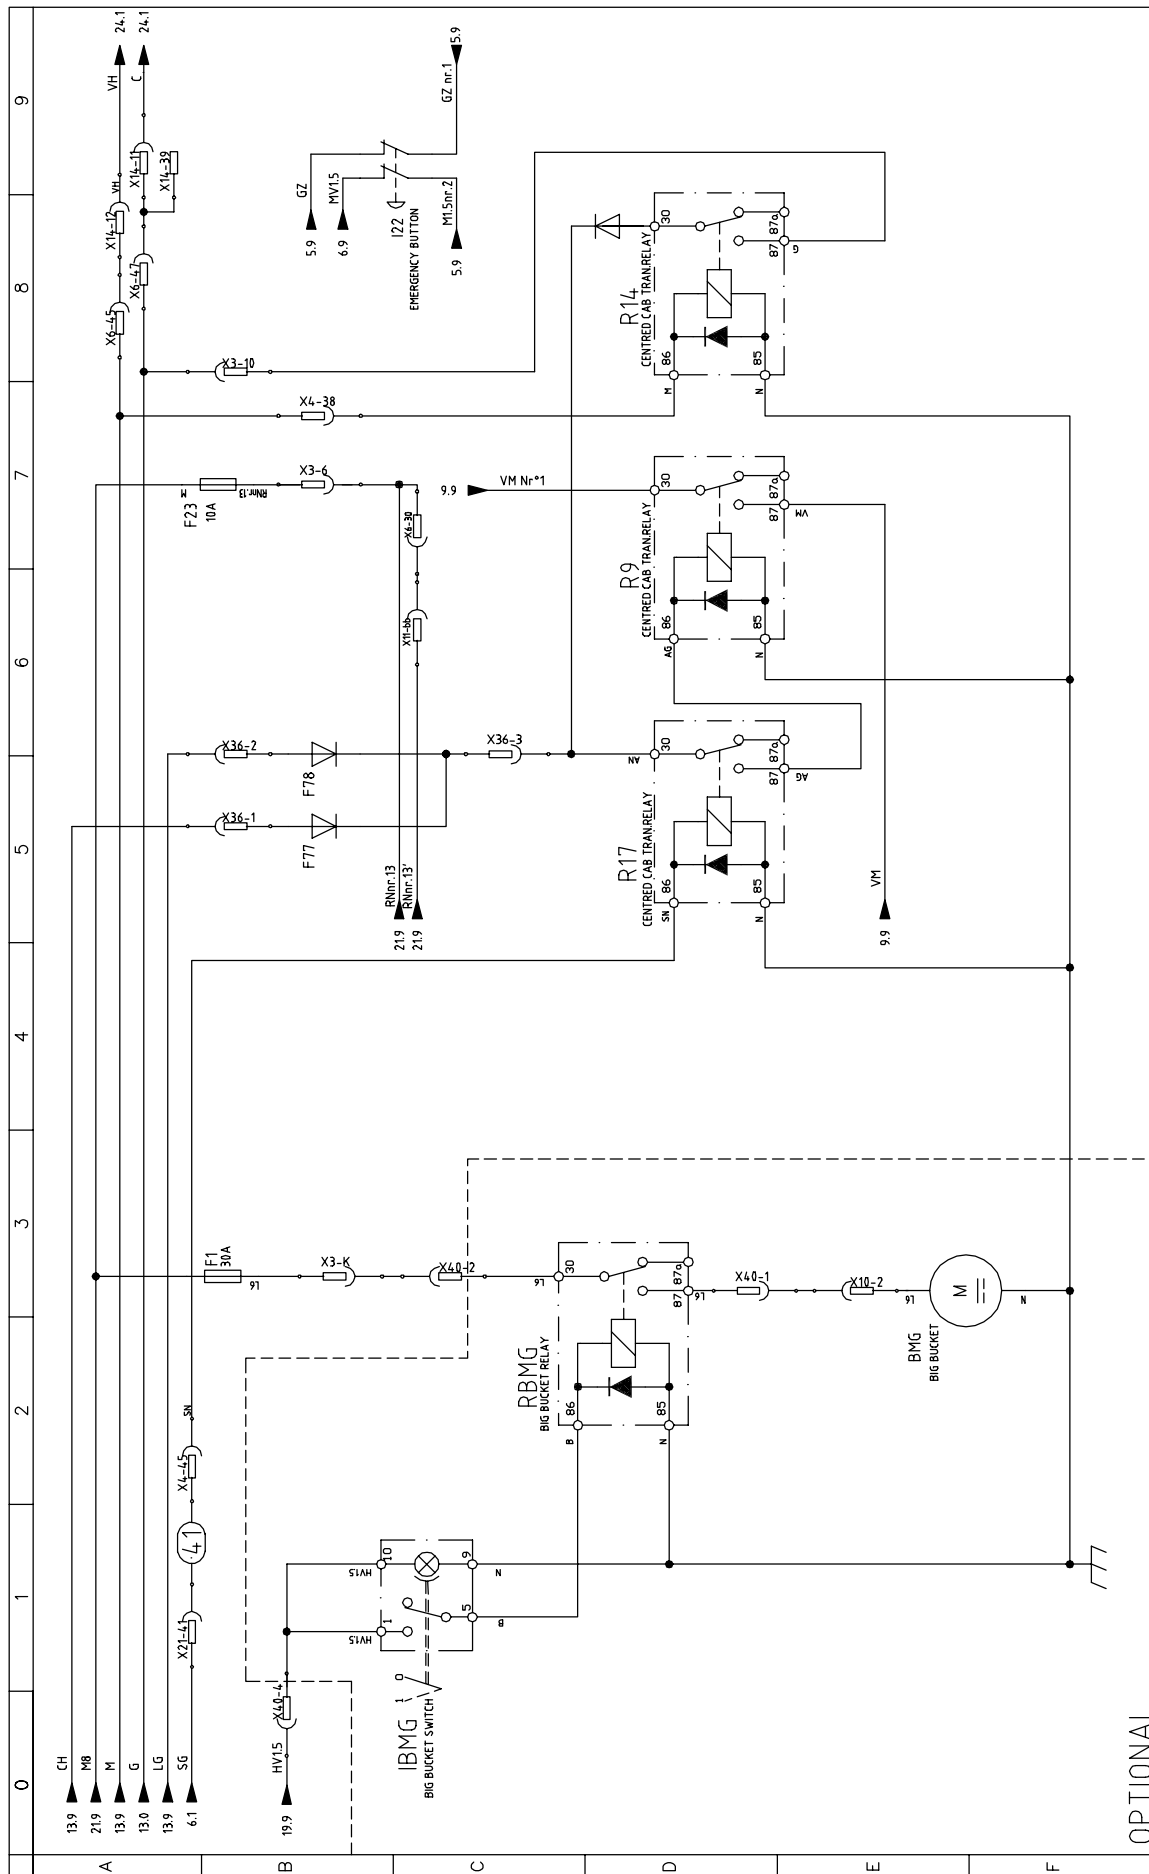 0 1 2 3 4 5 6 7 8 9
A
B
C
D
E
F
13.9 CH
21.9 M8
13.9 M
13.0 G
13.9 LG
6.1 SG
X21-41
41
X4-45
SN
X6-45
X14-12
VH
VH
24.1
X6-47
X14-11
X14-39
C
24.1
19.9
HV1.5
X40-4
HV1.5
HV1.5
1
10
5
9
B
N
1 0
IBMG
BIG BUCKET SWITCH
F1
30A
L6
X3-K
X40-2
L6
30
RBMG
BIG BUCKET RELAY
86
85
87
87a
B
N
L6
X40-1
X10-2
L6
M
N
BMG
BIG BUCKET
X36-1
X36-2
F77
F78
X36-3
F23
10A
M
RNnr.13
X3-6
X6-30
X11-bb
21.9
RNnr.13
21.9
RNnr.13'
X4-38
X3-10
5.9
GZ
6.9
MV1.5
I22
EMERGENCY BUTTON
M1.5nr.2
5.9
GZ nr.1
5.9
R17
CENTRED CAB TRAN.RELAY
AN
30
SN
86
85
N
87
87a
AG
R9
CENTRED CAB TRAN.RELAY
9.9
VM Nr°1
30
AG
86
85
N
87
87a
VM
VM
9.9
R14
CENTRED CAB TRAN.RELAY
30
M
86
85
N
87
87a
G
OPTIONAL